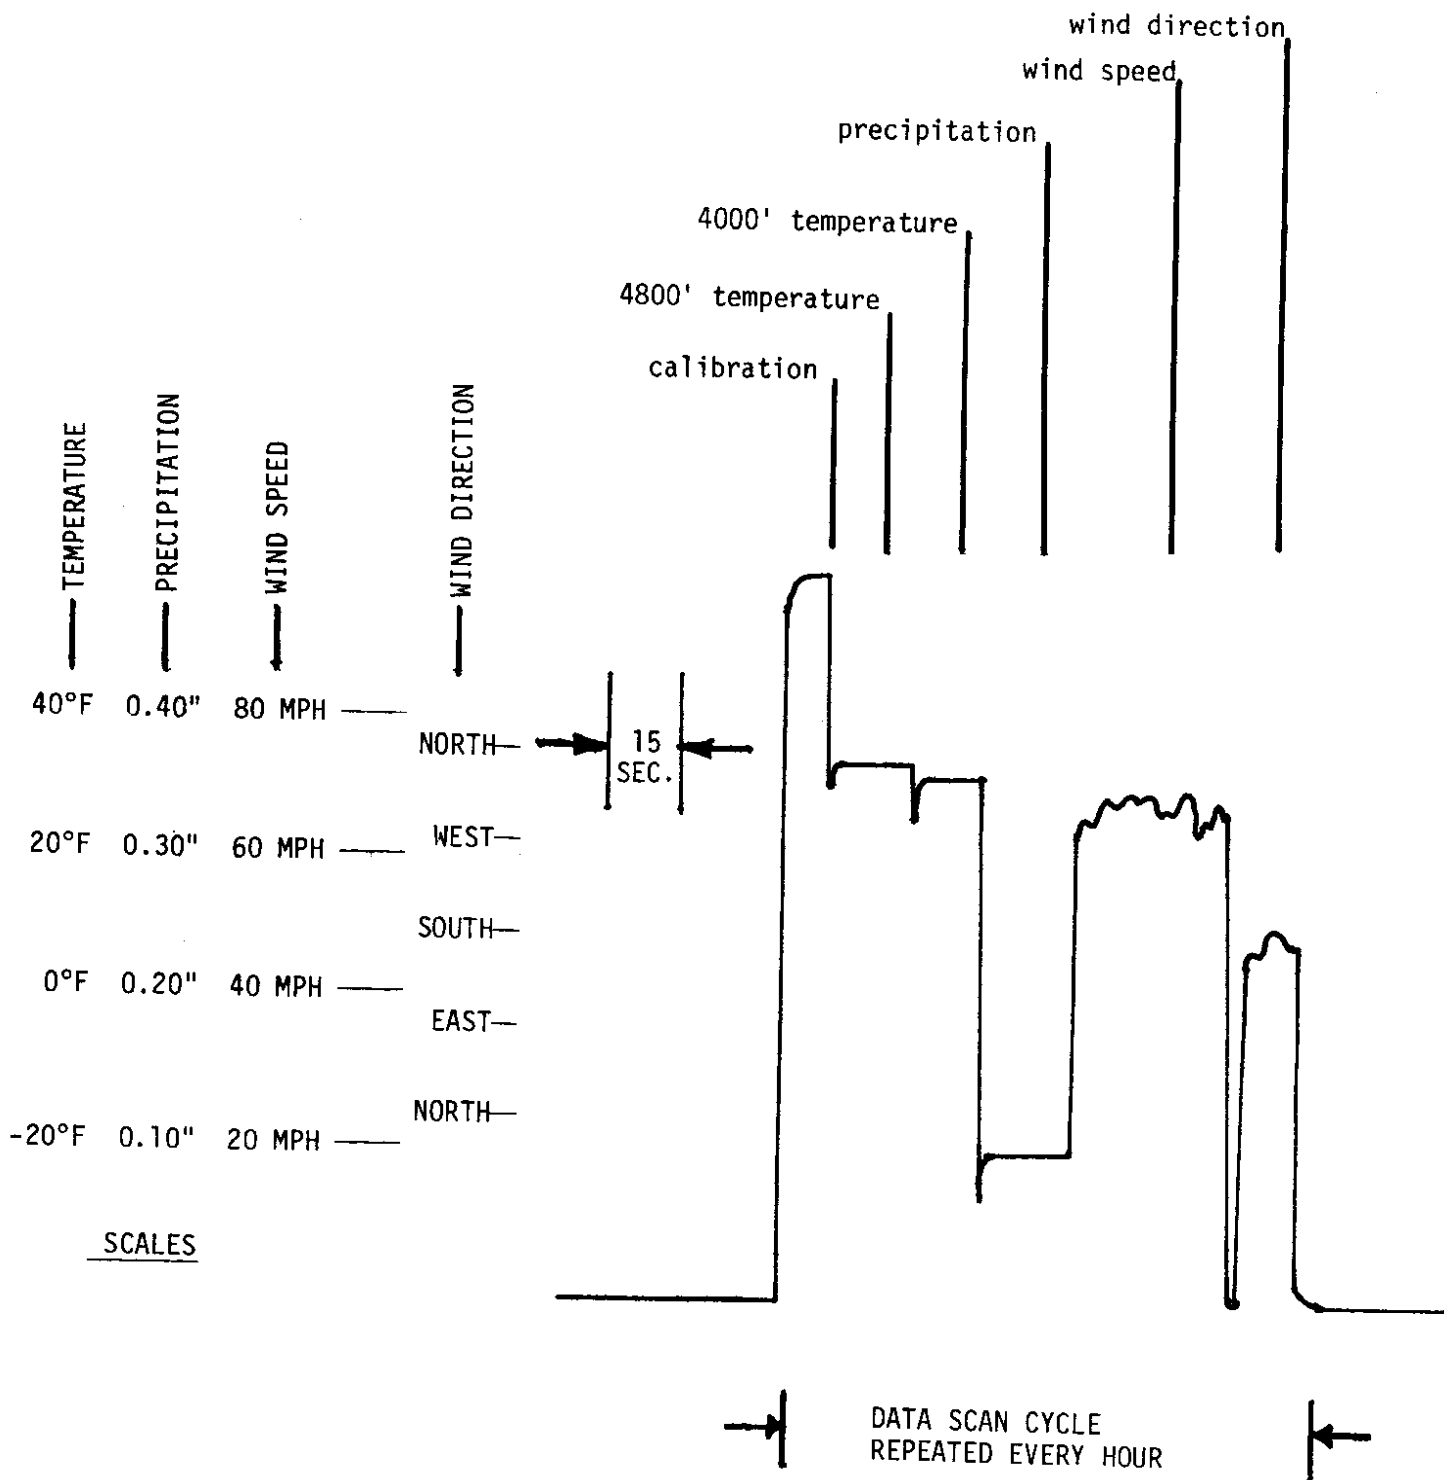 wind direction
wind speed
precipitation
4000' temperature
4800' temperature
calibration
TEMPERATURE
PRECIPITATION
WIND SPEED
WIND DIRECTION
40°F 0.40" 80 MPH
NORTH
15
SEC.
20°F 0.30" 60 MPH
WEST
SOUTH
0°F 0.20" 40 MPH
EAST
NORTH
-20°F 0.10" 20 MPH
SCALES
DATA SCAN CYCLE
REPEATED EVERY HOUR